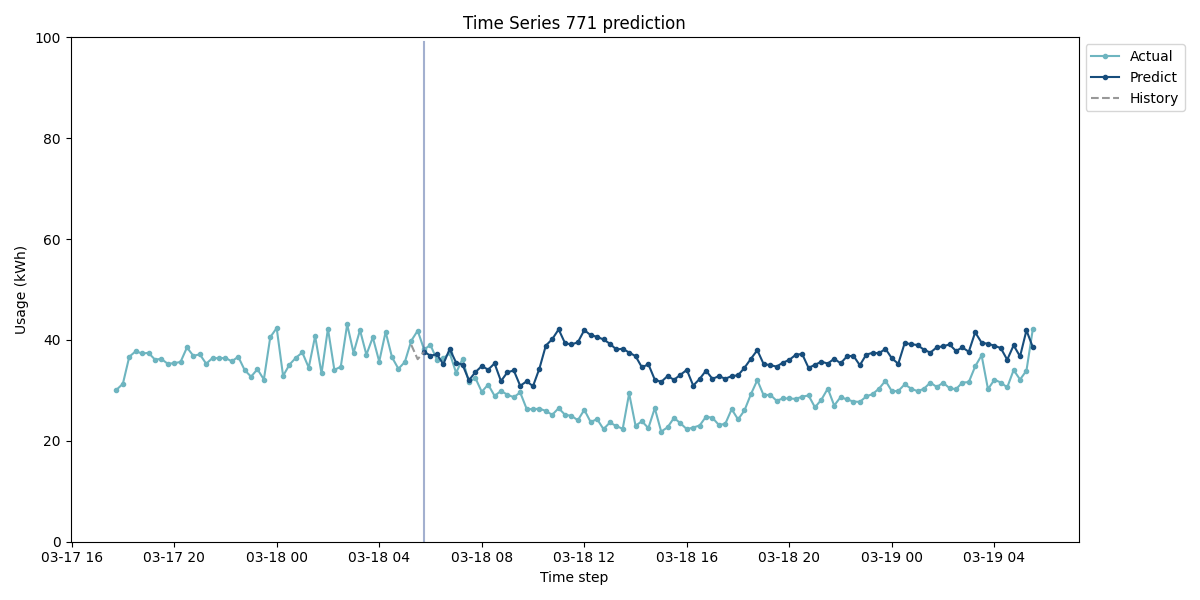 Time Series 771 prediction
100
80
60
40
20
0
Usage (kWh)
03-17 16
03-17 20
03-18 00
03-18 04
03-18 08
03-18 12
03-18 16
03-18 20
03-19 00
03-19 04
Time step
Actual
Predict
History